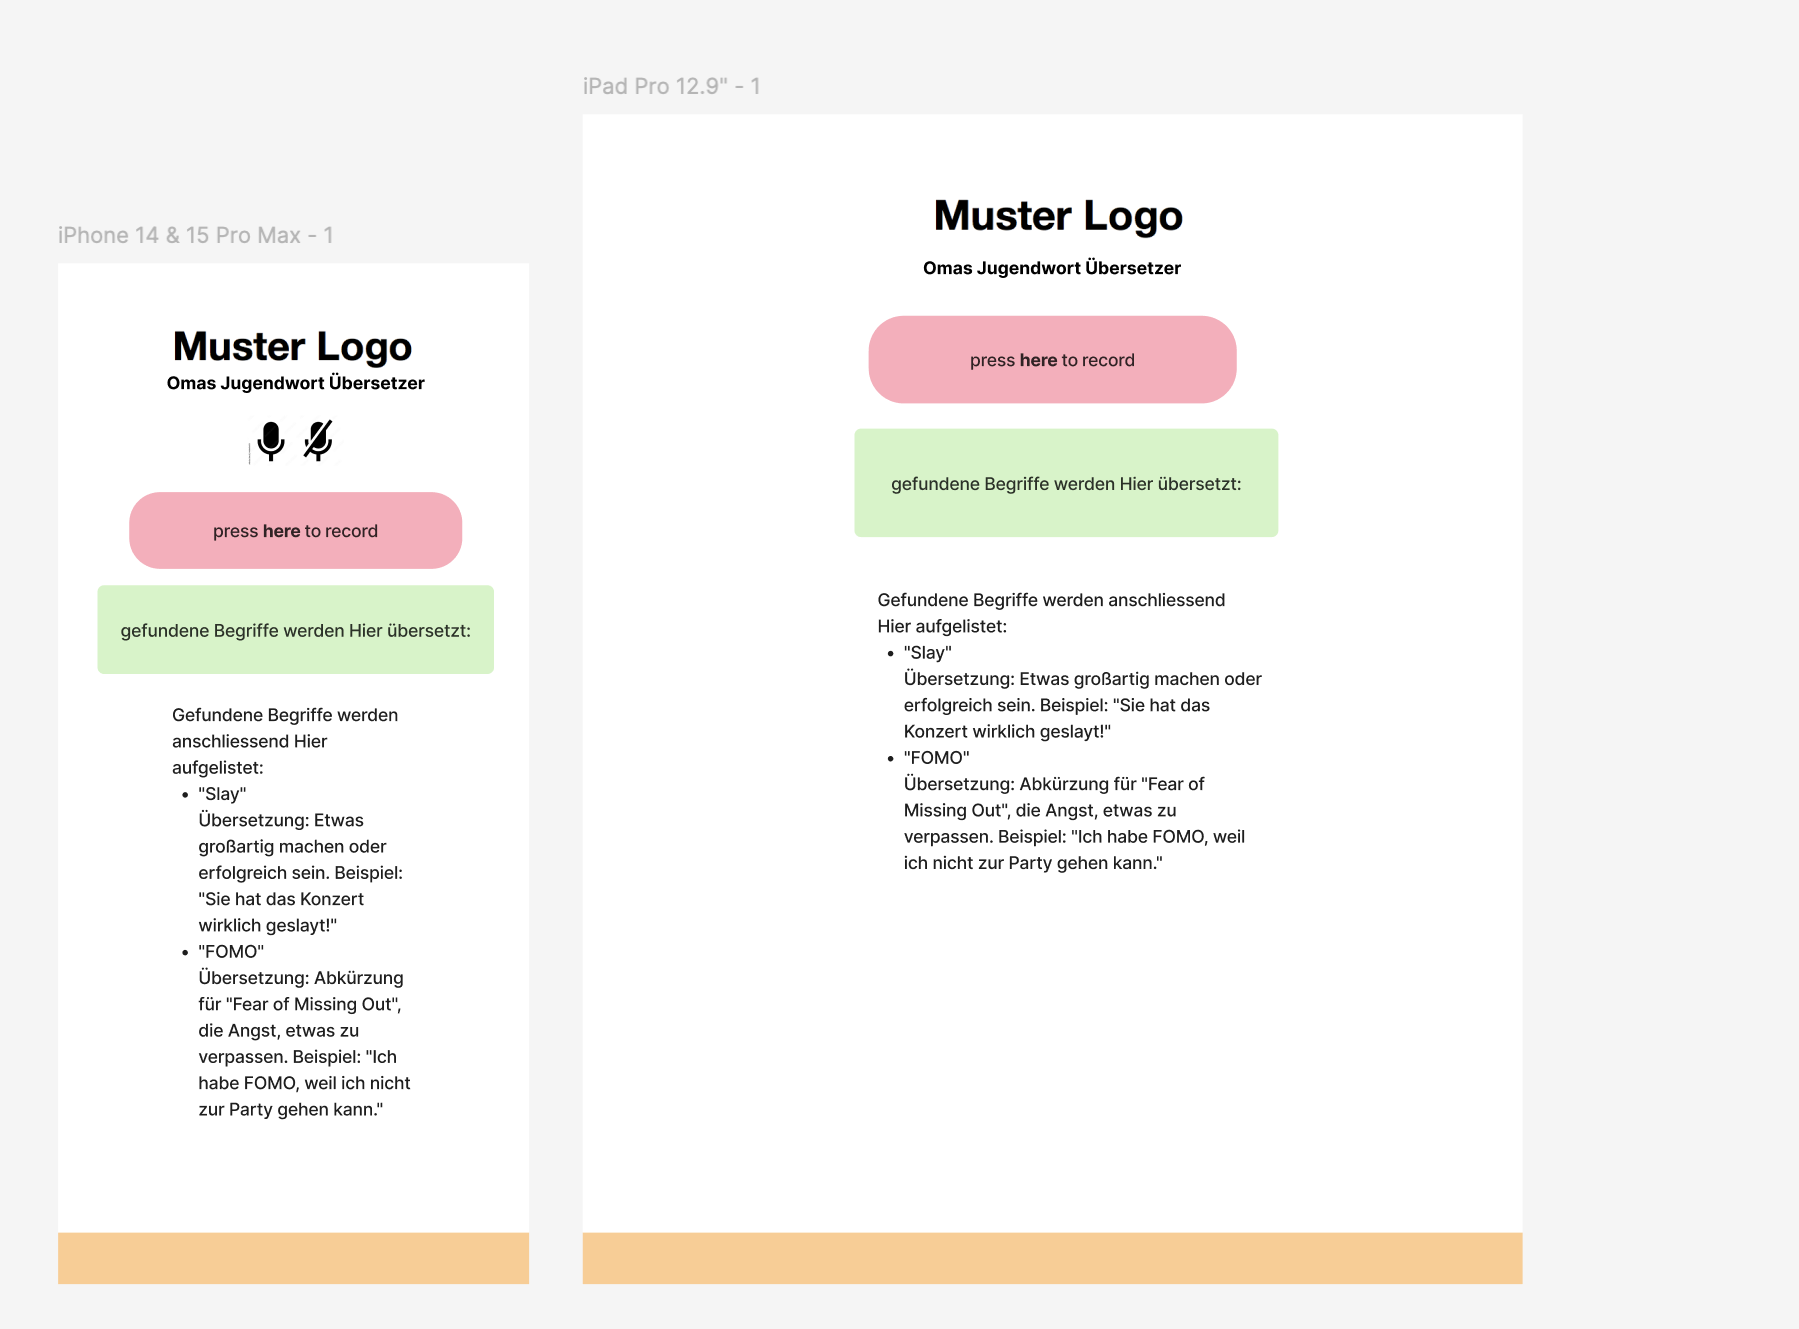 iPhone 14 & 15 Pro Max - 1
Muster Logo
Omas Jugendwort Übersetzer
press here to record
gefundene Begriffe werden Hier übersetzt:
Gefundene Begriffe werden
anschliessend Hier
aufgelistet:
• "Slay"
Übersetzung: Etwas
großartig machen oder
erfolgreich sein. Beispiel:
"Sie hat das Konzert
wirklich geslayt!"
• "FOMO"
Übersetzung: Abkürzung
für "Fear of Missing Out",
die Angst, etwas zu
verpassen. Beispiel: "Ich
habe FOMO, weil ich nicht
zur Party gehen kann."
iPad Pro 12.9" - 1
Muster Logo
Omas Jugendwort Übersetzer
press here to record
gefundene Begriffe werden Hier übersetzt:
Gefundene Begriffe werden anschliessend
Hier aufgelistet:
• "Slay"
Übersetzung: Etwas großartig machen oder
erfolgreich sein. Beispiel: "Sie hat das
Konzert wirklich geslayt!"
• "FOMO"
Übersetzung: Abkürzung für "Fear of
Missing Out", die Angst, etwas zu
verpassen. Beispiel: "Ich habe FOMO, weil
ich nicht zur Party gehen kann."